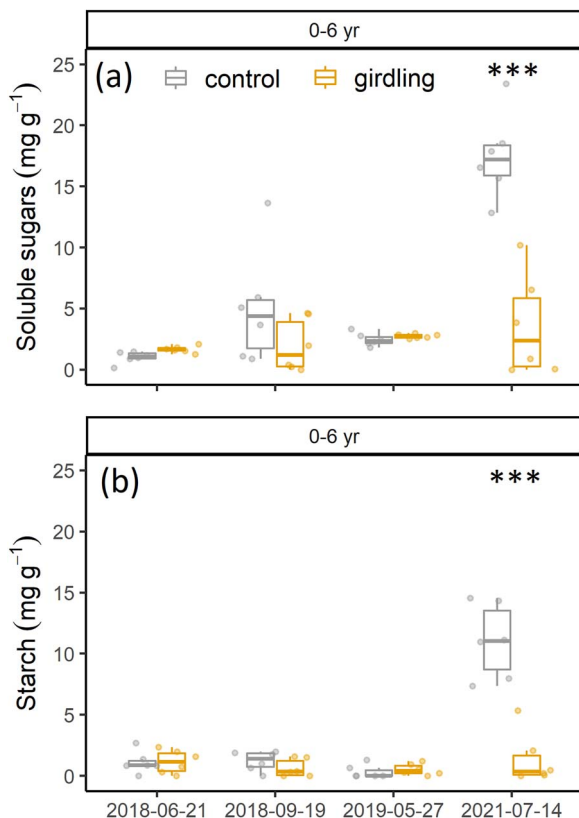 0-6 yr
(a) control girdling ***
25
20
15
10
5
0
Soluble sugars (mg g⁻¹)
0-6 yr
(b) ***
25
20
15
10
5
0
Starch (mg g⁻¹)
2018-06-21 2018-09-19 2019-05-27 2021-07-14